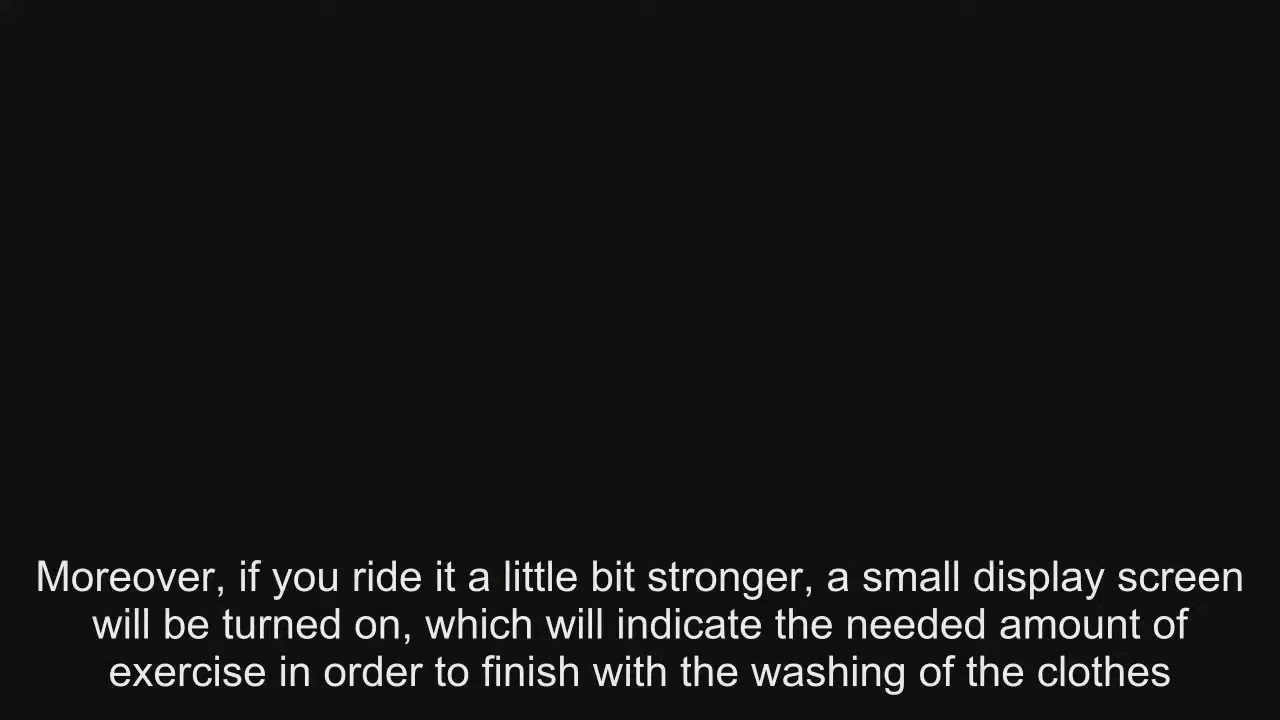 Moreover, if you ride it a little bit stronger, a small display screen
will be turned on, which will indicate the needed amount of
exercise in order to finish with the washing of the clothes